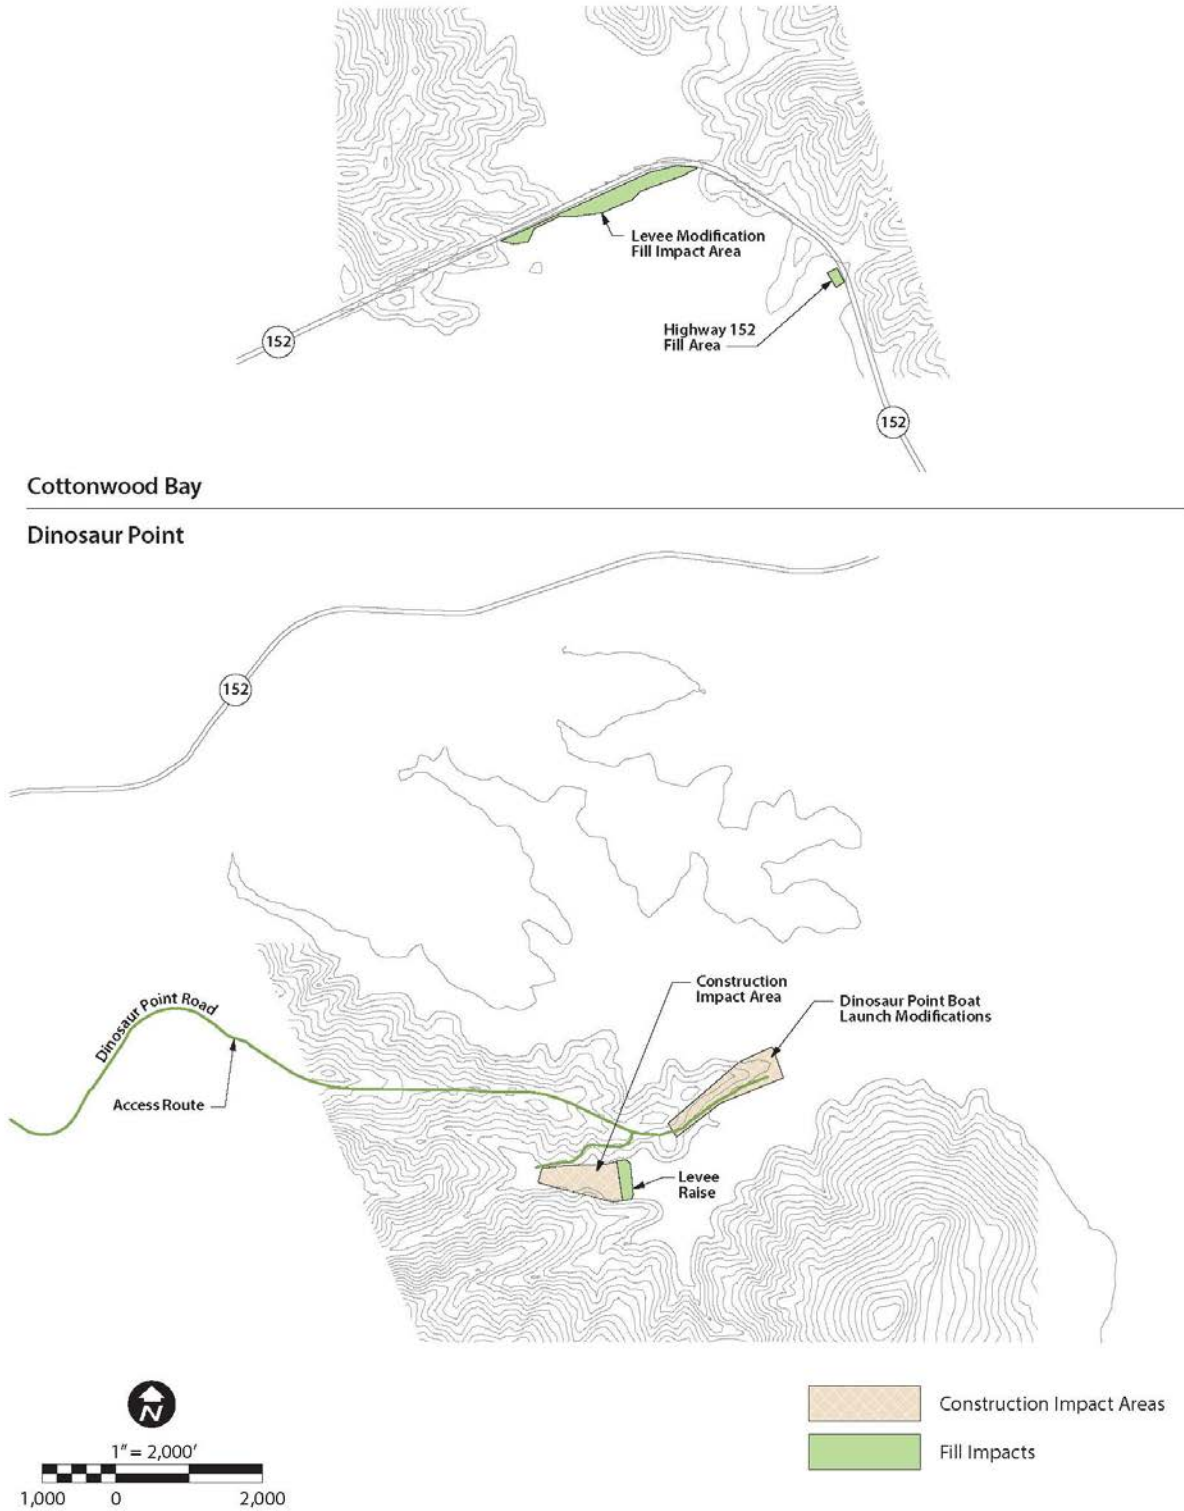 Levee Modification
Fill Impact Area
Highway 152
Fill Area
152
152
Cottonwood Bay
Dinosaur Point
152
Construction
Impact Area
Dinosaur Point Boat
Launch Modifications
Dinosaur Point Road
Access Route
Levee
Raise
N
1" = 2,000'
1,000 0 2,000
Construction Impact Areas
Fill Impacts